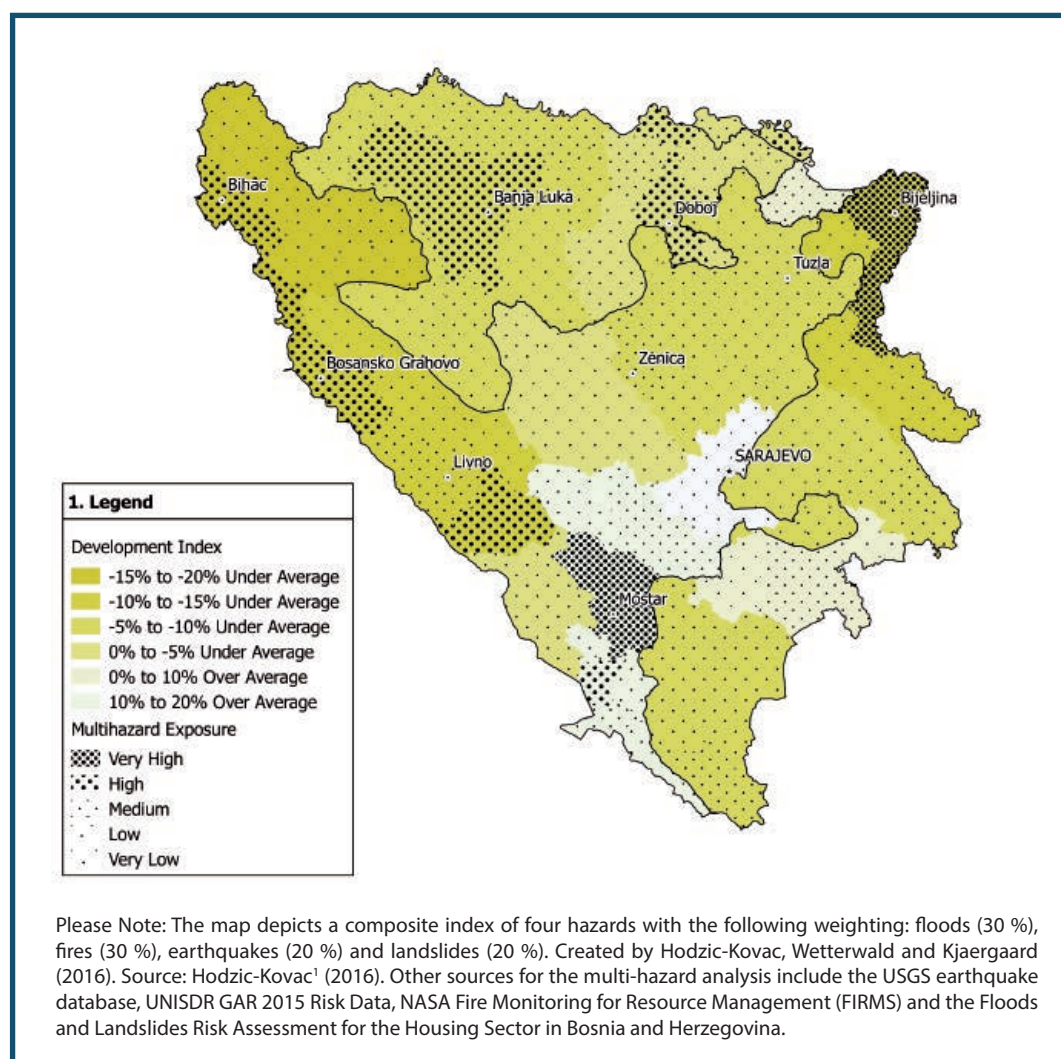 Bihać
Banja Luka
Doboj
Bijeljina
Tuzla
Bosansko Grahovo
Zenica
SARAJEVO
Livno
Mostar
1. Legend
Development Index
-15% to -20% Under Average
-10% to -15% Under Average
-5% to -10% Under Average
0% to -5% Under Average
0% to 10% Over Average
10% to 20% Over Average
Multihazard Exposure
Very High
High
Medium
Low
Very Low
Please Note: The map depicts a composite index of four hazards with the following weighting: floods (30 %),
fires (30 %), earthquakes (20 %) and landslides (20 %). Created by Hodzic-Kovac, Wetterwald and Kjaergaard
(2016). Source: Hodzic-Kovac¹ (2016). Other sources for the multi-hazard analysis include the USGS earthquake
database, UNISDR GAR 2015 Risk Data, NASA Fire Monitoring for Resource Management (FIRMS) and the Floods
and Landslides Risk Assessment for the Housing Sector in Bosnia and Herzegovina.